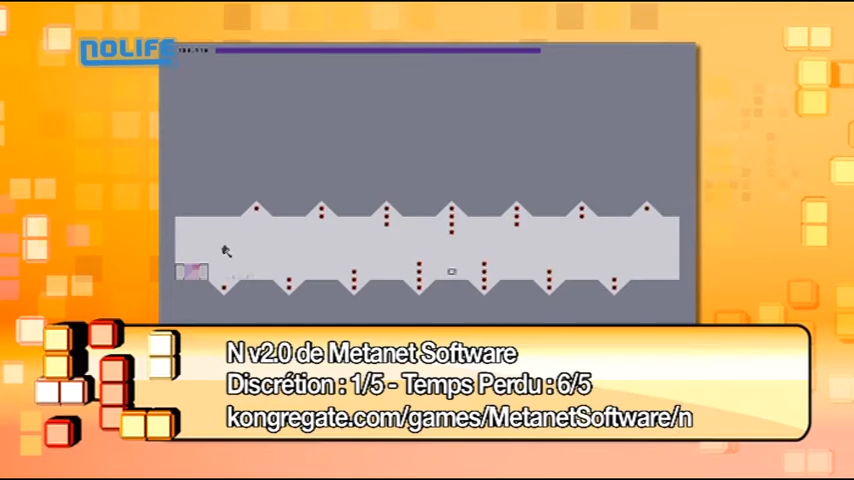 NOLIFE
N v2.0 de Metanet Software
Discrétion : 1/5 - Temps Perdu : 6/5
kongregate.com/games/MetanetSoftware/n